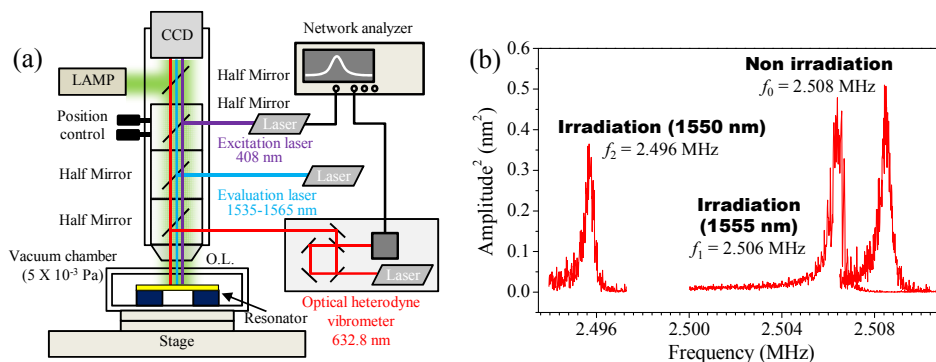 (a)
CCD
Network analyzer
LAMP
Half Mirror
Half Mirror
Position
control
Laser
Excitation laser
408 nm
Half Mirror
Laser
Evaluation laser
1535-1565 nm
Half Mirror
Vacuum chamber
(5 X 10⁻³ Pa)
O.L.
Laser
Resonator
Optical heterodyne
vibrometer
632.8 nm
Stage
(b)
Amplitude² (nm²)
0.6
0.5
0.4
0.3
0.2
0.1
0.0
Non irradiation
f₀ = 2.508 MHz
Irradiation (1550 nm)
f₂ = 2.496 MHz
Irradiation
(1555 nm)
f₁ = 2.506 MHz
2.496 2.500 2.504 2.508
Frequency (MHz)